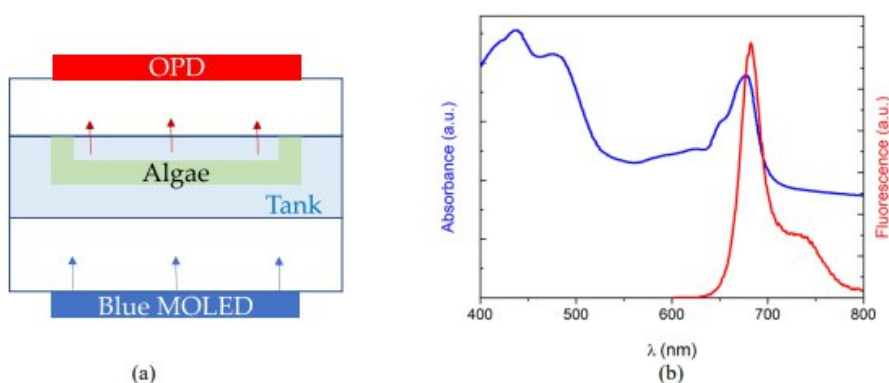 OPD
Algae
Tank
Blue MOLED
(a)
Absorbance (a.u.)
Fluorescence (a.u.)
400 500 600 700 800
λ (nm)
(b)